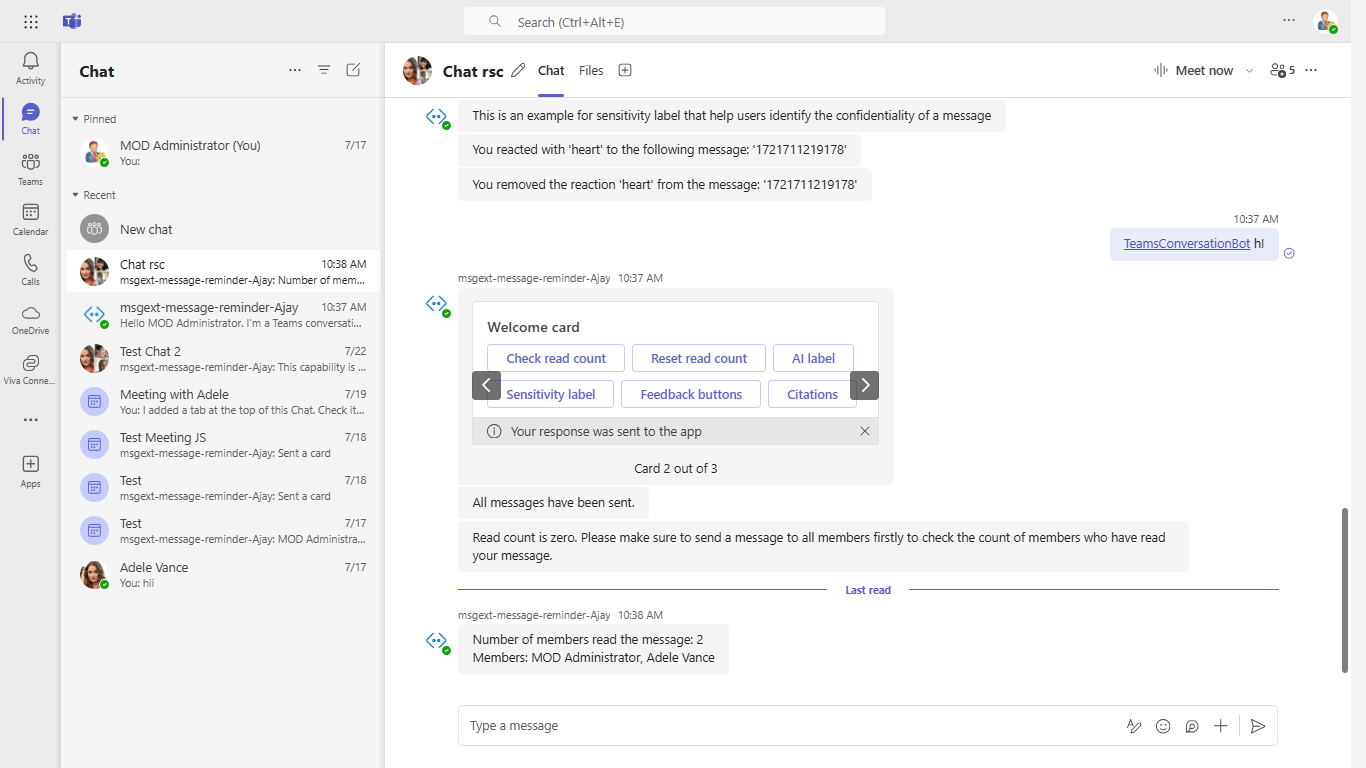 Search (Ctrl+Alt+E)
Activity
Chat
Teams
Calendar
Calls
OneDrive
Viva Conne...
Apps
Chat
Pinned
MOD Administrator (You) 7/17
You:
Recent
New chat
Chat rsc 10:38 AM
msgext-message-reminder-Ajay: Number of mem...
msgext-message-reminder-Ajay 10:37 AM
Hello MOD Administrator. I'm a Teams conversati...
Test Chat 2 7/22
msgext-message-reminder-Ajay: This capability is ...
Meeting with Adele 7/19
You: I added a tab at the top of this Chat. Check it...
Test Meeting JS 7/18
msgext-message-reminder-Ajay: Sent a card
Test 7/18
msgext-message-reminder-Ajay: Sent a card
Test 7/17
msgext-message-reminder-Ajay: MOD Administra...
Adele Vance 7/17
You: hii
Chat rsc Chat Files Meet now 5
This is an example for sensitivity label that help users identify the confidentiality of a message
You reacted with 'heart' to the following message: '1721711219178'
You removed the reaction 'heart' from the message: '1721711219178'
10:37 AM
TeamsConversationBot hI
msgext-message-reminder-Ajay 10:37 AM
Welcome card
Check read count Reset read count AI label
Sensitivity label Feedback buttons Citations
Your response was sent to the app
Card 2 out of 3
All messages have been sent.
Read count is zero. Please make sure to send a message to all members firstly to check the count of members who have read
your message.
Last read
msgext-message-reminder-Ajay 10:38 AM
Number of members read the message: 2
Members: MOD Administrator, Adele Vance
Type a message